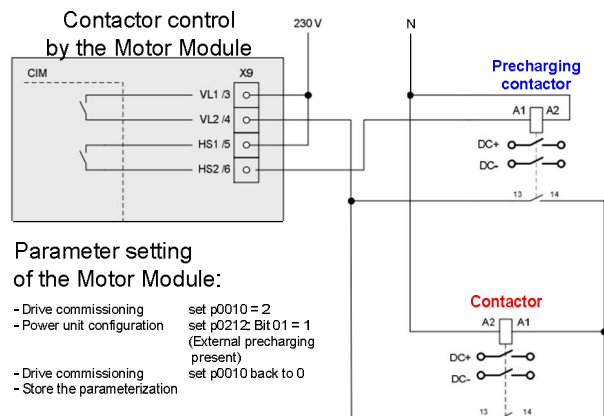 Contactor control
by the Motor Module
230 V
N
CIM
X9
Precharging
contactor
VL1 /3
VL2 /4
HS1 /5
HS2 /6
A1
A2
DC+
DC-
13
14
Parameter setting
of the Motor Module:
- Drive commissioning set p0010 = 2
- Power unit configuration set p0212: Bit 01 = 1
(External precharging
present)
- Drive commissioning set p0010 back to 0
- Store the parameterization
Contactor
A2
A1
DC+
DC-
13
14